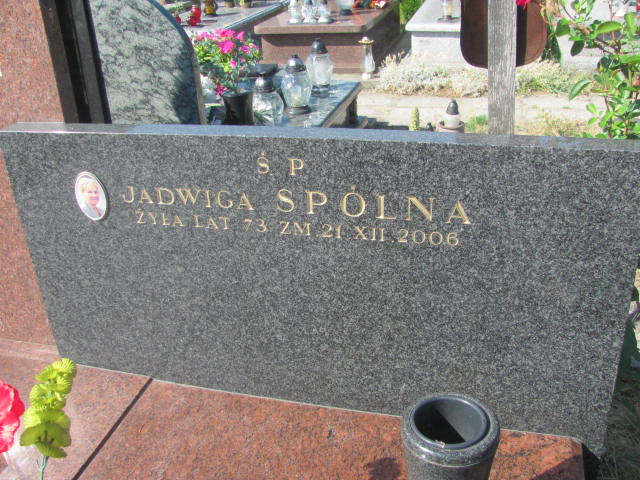 Ś. P.
JADWIGA SPÓLNA
ŻYŁA LAT 73 ZM 21 XII 2006